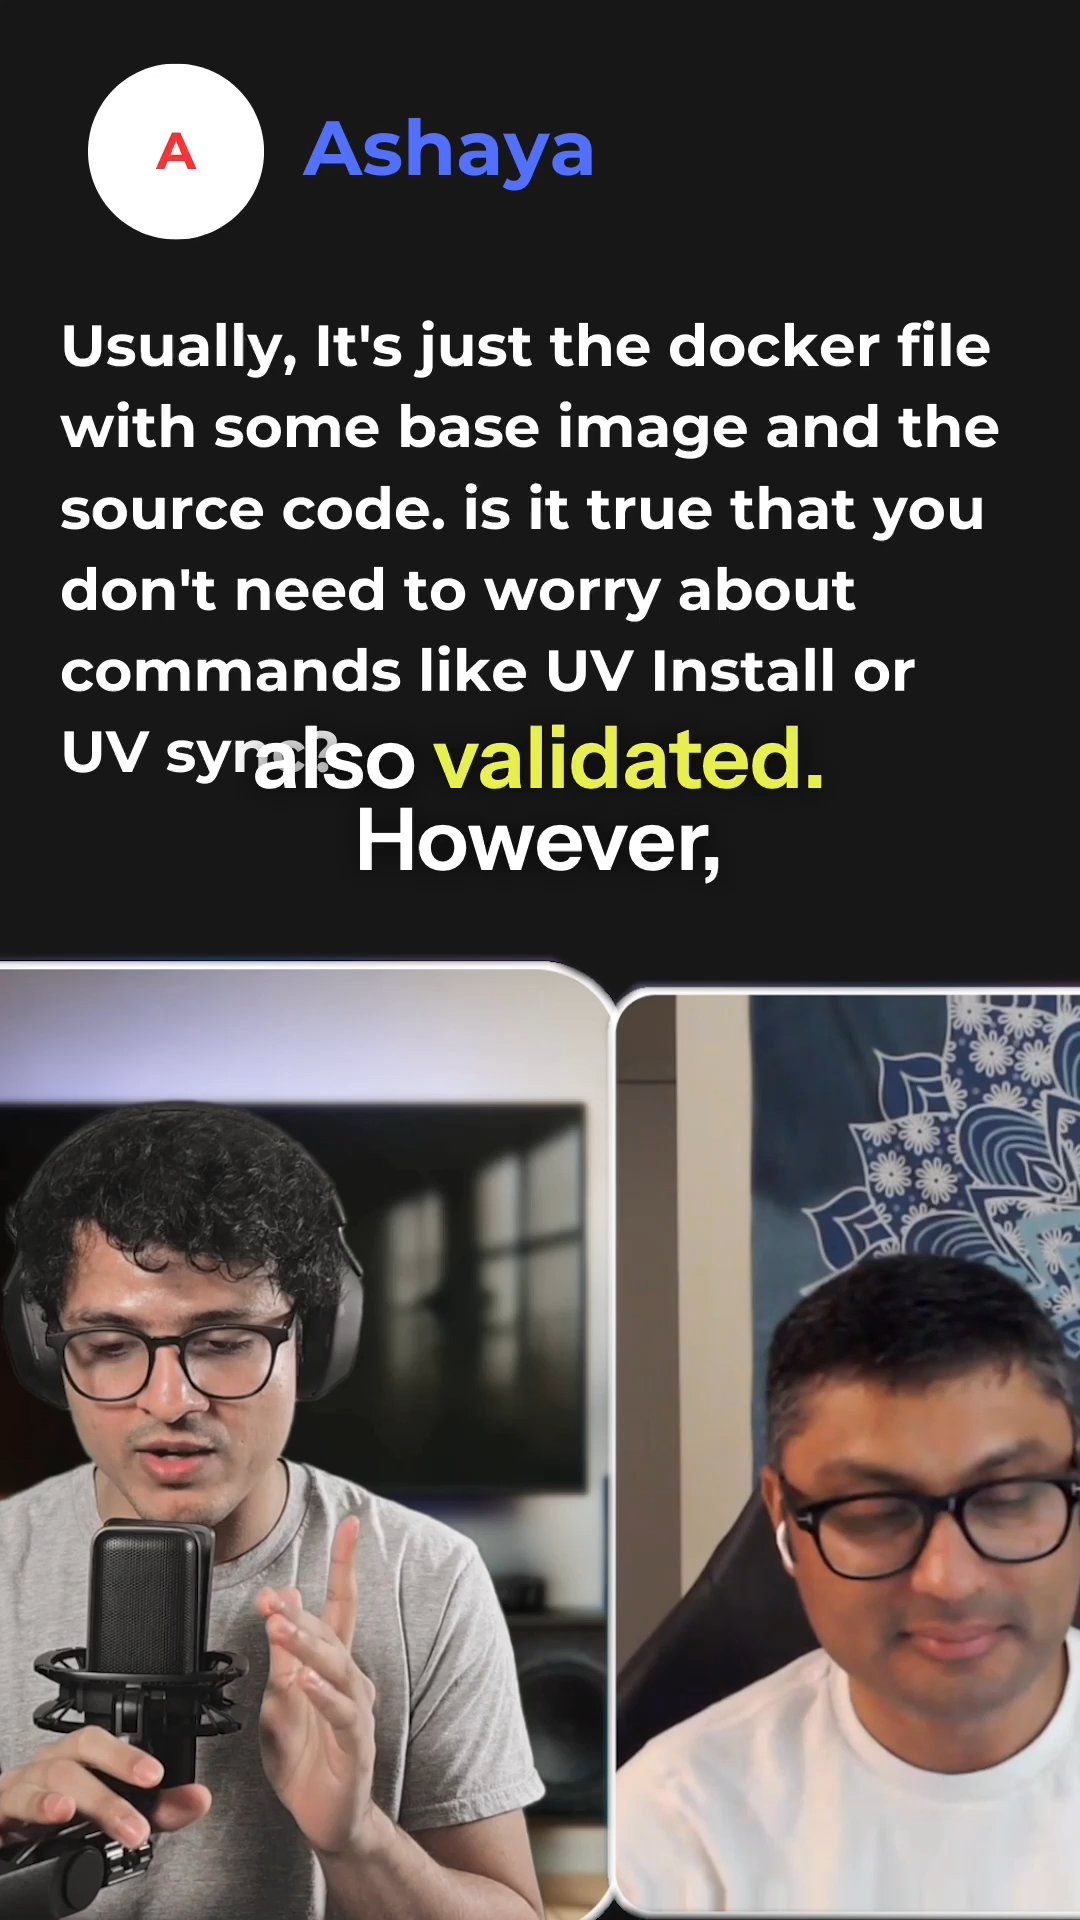 A
Ashaya
Usually, It's just the docker file
with some base image and the
source code. is it true that you
don't need to worry about
commands like UV Install or
UV sync?
also validated.
However,